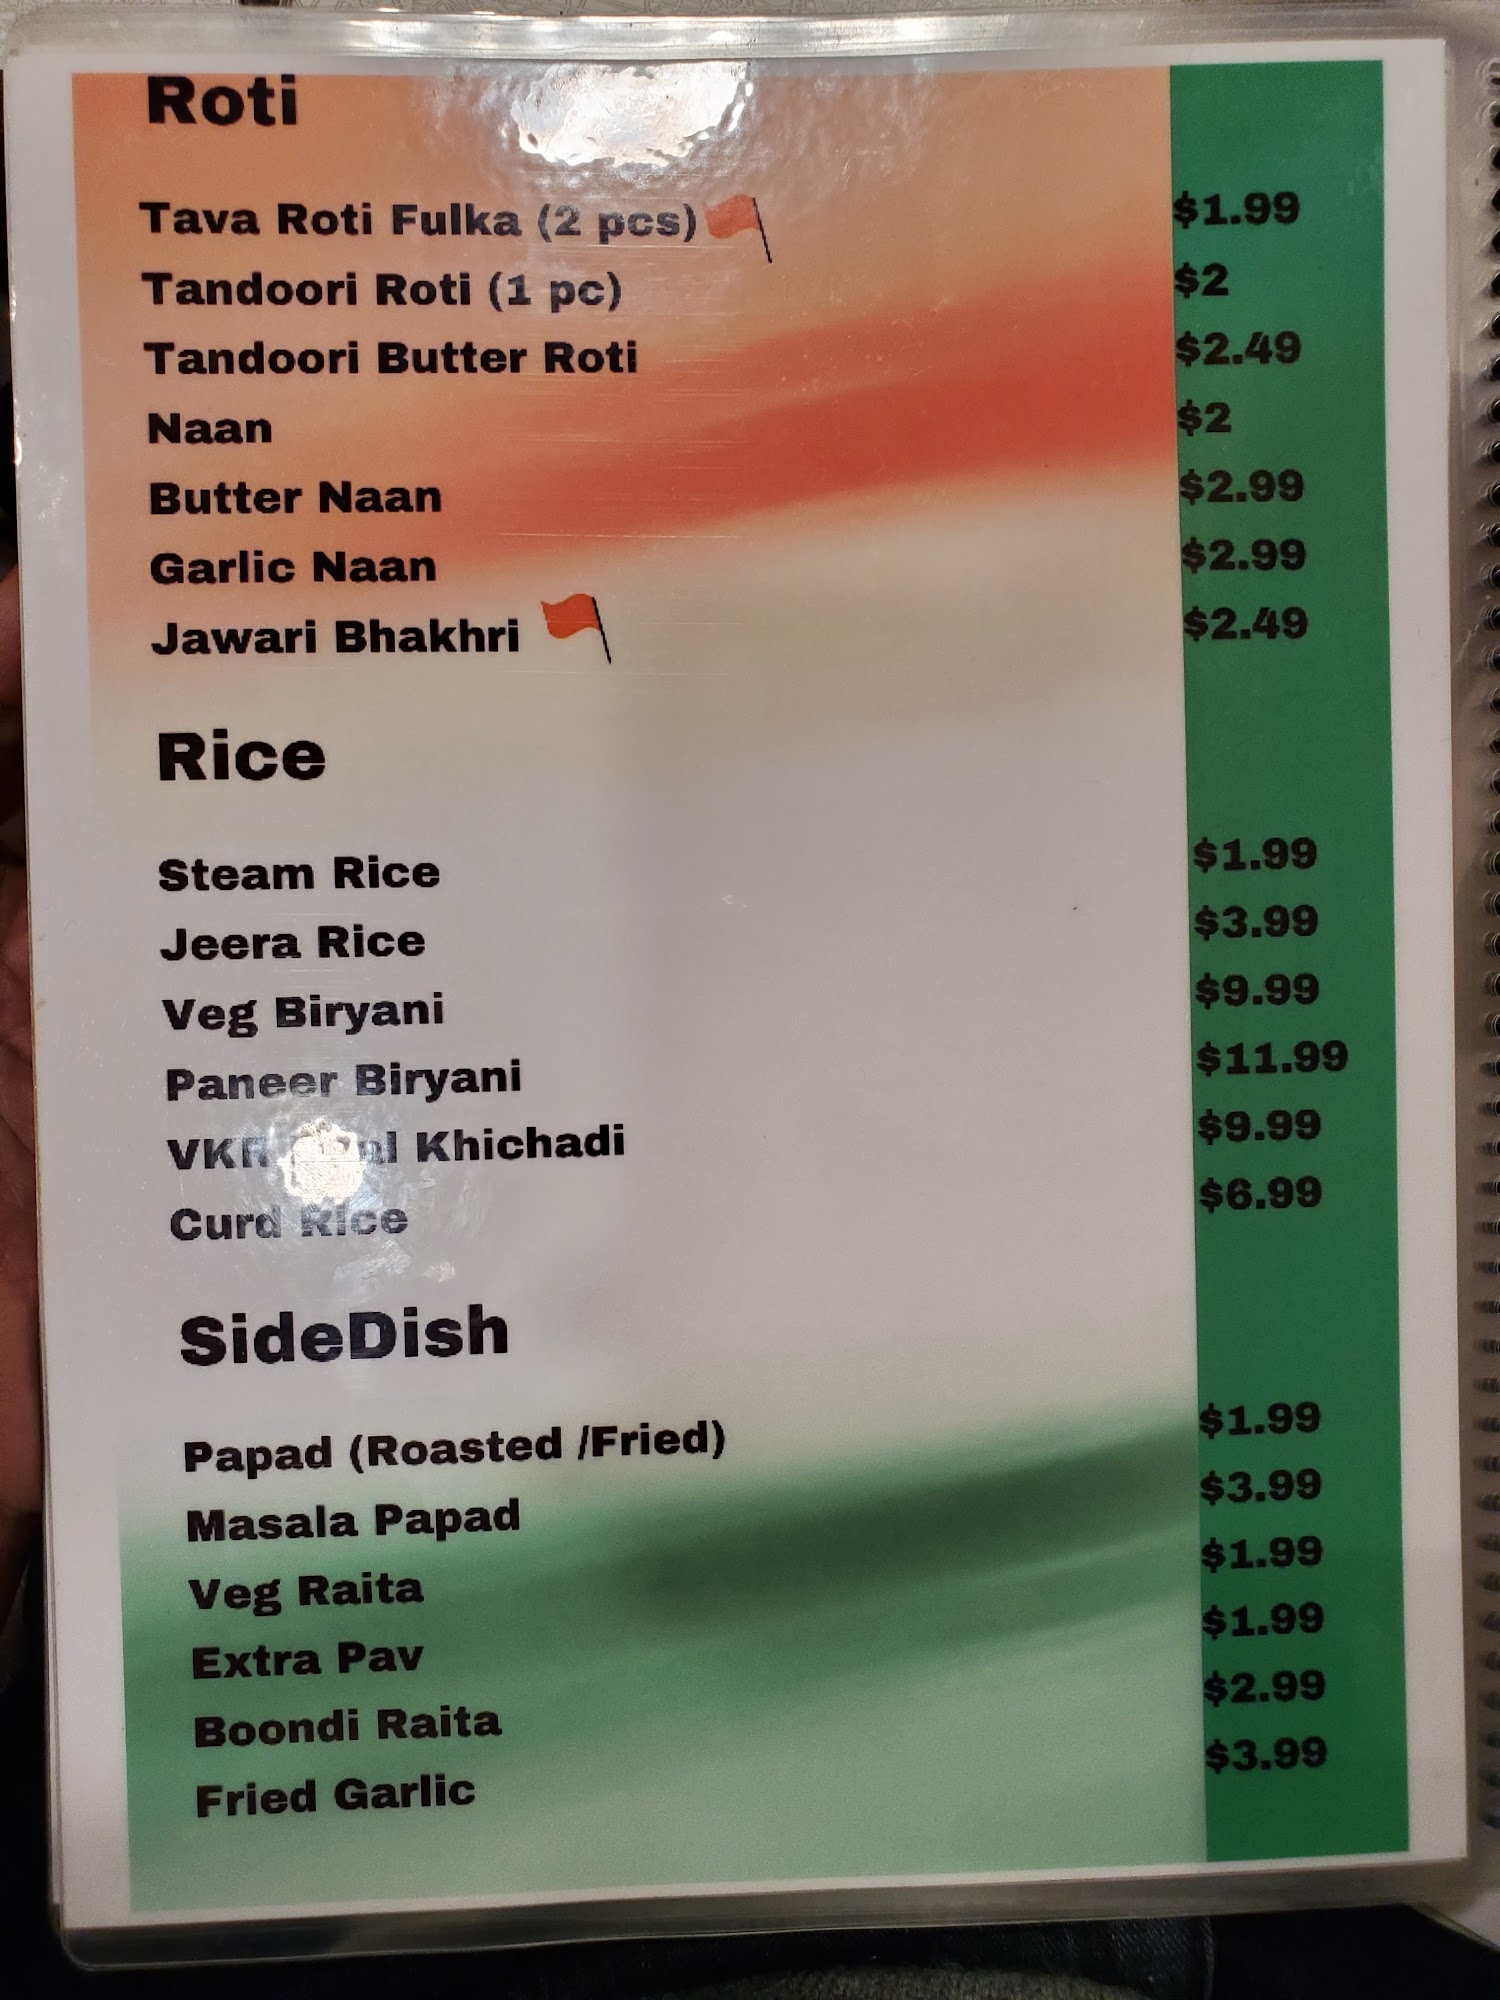 Roti
Tava Roti Fulka (2 pcs) $1.99
Tandoori Roti (1 pc) $2
Tandoori Butter Roti $2.49
Naan $2
Butter Naan $2.99
Garlic Naan $2.99
Jawari Bhakhri $2.49
Rice
Steam Rice $1.99
Jeera Rice $3.99
Veg Biryani $9.99
Paneer Biryani $11.99
Khichadi $9.99
Curd Rice $6.99
SideDish
Papad (Roasted /Fried) $1.99
Masala Papad $3.99
Veg Raita $1.99
Extra Pav $1.99
Boondi Raita $2.99
Fried Garlic $3.99